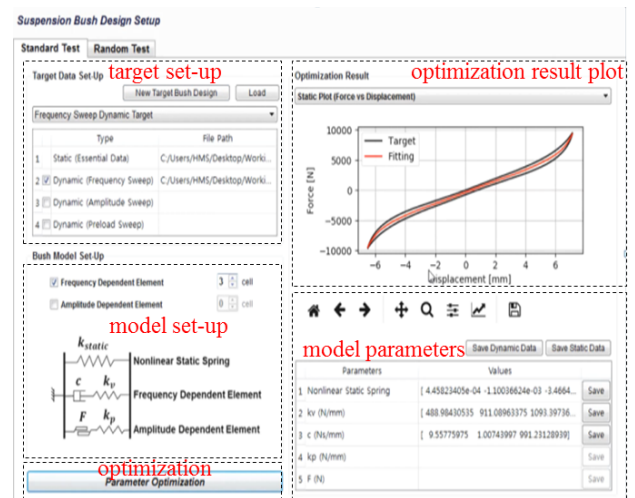 Suspension Bush Design Setup
Standard Test
Random Test
Target Data Set-Up
target set-up
New Target Bush Design
Load
Frequency Sweep Dynamic Target
Type
File Path
1 Static (Essential Data) C:/Users/HMS/Desktop/Worki...
2 Dynamic (Frequency Sweep) C:/Users/HMS/Desktop/Worki...
3 Dynamic (Amplitude Sweep)
4 Dynamic (Preload Sweep)
Bush Model Set-Up
Frequency Dependent Element 3 cell
Amplitude Dependent Element 0 cell
model set-up
kstatic
Nonlinear Static Spring
c kv
Frequency Dependent Element
F kp
Amplitude Dependent Element
optimization
Parameter Optimization
Optimization Result
optimization result plot
Static Plot (Force vs Displacement)
Target
Fitting
Force [N]
10000
5000
0
−5000
−10000
−6 −4 −2 0 2 4 6
Displacement [mm]
model parameters
Save Dynamic Data
Save Static Data
Parameters
Values
1 Nonlinear Static Spring [ 4.45823405e-04 -1.10036624e-03 -3.4664... Save
2 kv (N/mm) [ 488.98430535 911.08963375 1093.39736... Save
3 c (Ns/mm) [ 9.55775975 1.00743997 991.23128939] Save
4 kp (N/mm) Save
5 F (N) Save